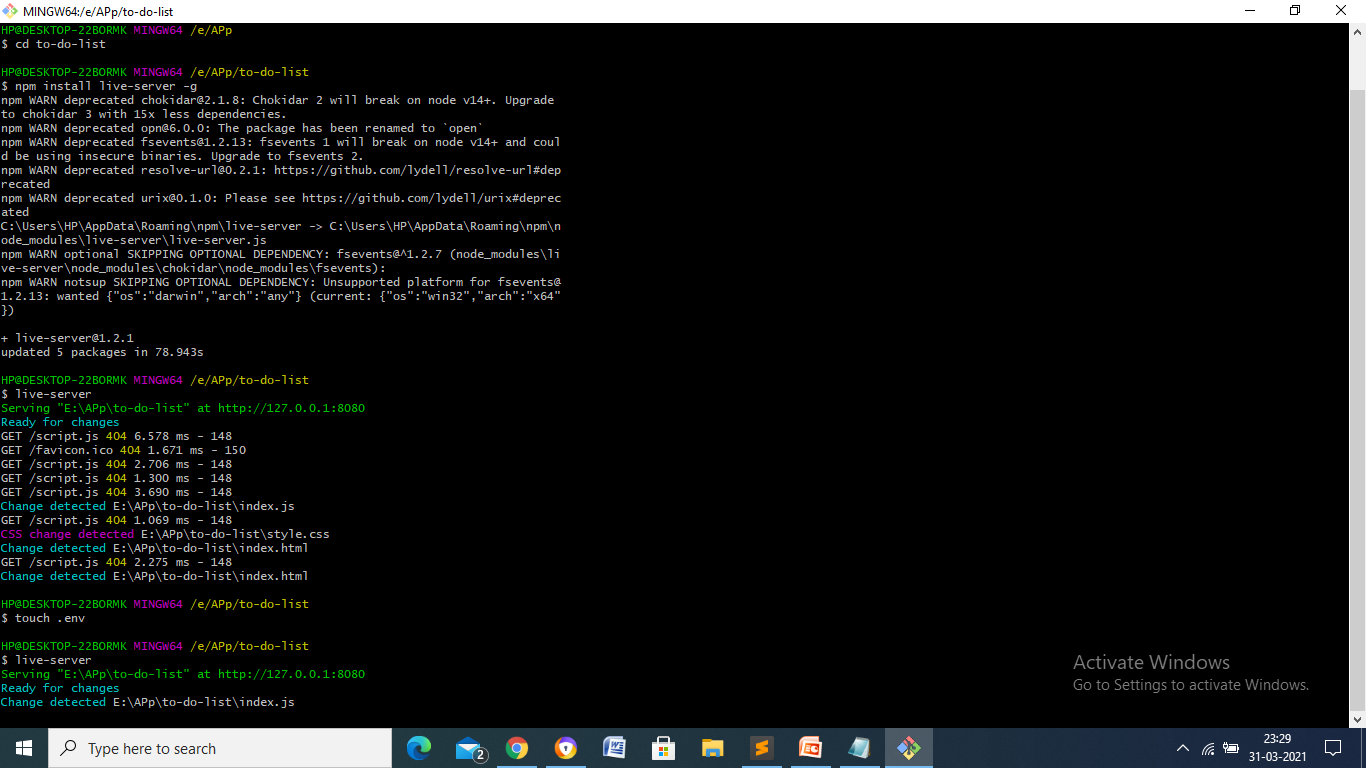 MINGW64:/e/APp/to-do-list
HP@DESKTOP-22BORMK MINGW64 /e/APp
$ cd to-do-list
HP@DESKTOP-22BORMK MINGW64 /e/APp/to-do-list
$ npm install live-server -g
npm WARN deprecated chokidar@2.1.8: Chokidar 2 will break on node v14+. Upgrade
to chokidar 3 with 15x less dependencies.
npm WARN deprecated opn@6.0.0: The package has been renamed to `open`
npm WARN deprecated fsevents@1.2.13: fsevents 1 will break on node v14+ and coul
d be using insecure binaries. Upgrade to fsevents 2.
npm WARN deprecated resolve-url@0.2.1: https://github.com/lydell/resolve-url#dep
recated
npm WARN deprecated urix@0.1.0: Please see https://github.com/lydell/urix#deprec
ated
C:\Users\HP\AppData\Roaming\npm\live-server -> C:\Users\HP\AppData\Roaming\npm\n
ode_modules\live-server\live-server.js
npm WARN optional SKIPPING OPTIONAL DEPENDENCY: fsevents@^1.2.7 (node_modules\li
ve-server\node_modules\chokidar\node_modules\fsevents):
npm WARN notsup SKIPPING OPTIONAL DEPENDENCY: Unsupported platform for fsevents@
1.2.13: wanted {"os":"darwin","arch":"any"} (current: {"os":"win32","arch":"x64"
})
+ live-server@1.2.1
updated 5 packages in 78.943s
HP@DESKTOP-22BORMK MINGW64 /e/APp/to-do-list
$ live-server
Serving "E:\APp\to-do-list" at http://127.0.0.1:8080
Ready for changes
GET /script.js 404 6.578 ms - 148
GET /favicon.ico 404 1.671 ms - 150
GET /script.js 404 2.706 ms - 148
GET /script.js 404 1.300 ms - 148
GET /script.js 404 3.690 ms - 148
Change detected E:\APp\to-do-list\index.js
GET /script.js 404 1.069 ms - 148
CSS change detected E:\APp\to-do-list\style.css
Change detected E:\APp\to-do-list\index.html
GET /script.js 404 2.275 ms - 148
Change detected E:\APp\to-do-list\index.html
HP@DESKTOP-22BORMK MINGW64 /e/APp/to-do-list
$ touch .env
HP@DESKTOP-22BORMK MINGW64 /e/APp/to-do-list
$ live-server
Serving "E:\APp\to-do-list" at http://127.0.0.1:8080
Ready for changes
Change detected E:\APp\to-do-list\index.js
Activate Windows
Go to Settings to activate Windows.
Type here to search
2
23:29
31-03-2021